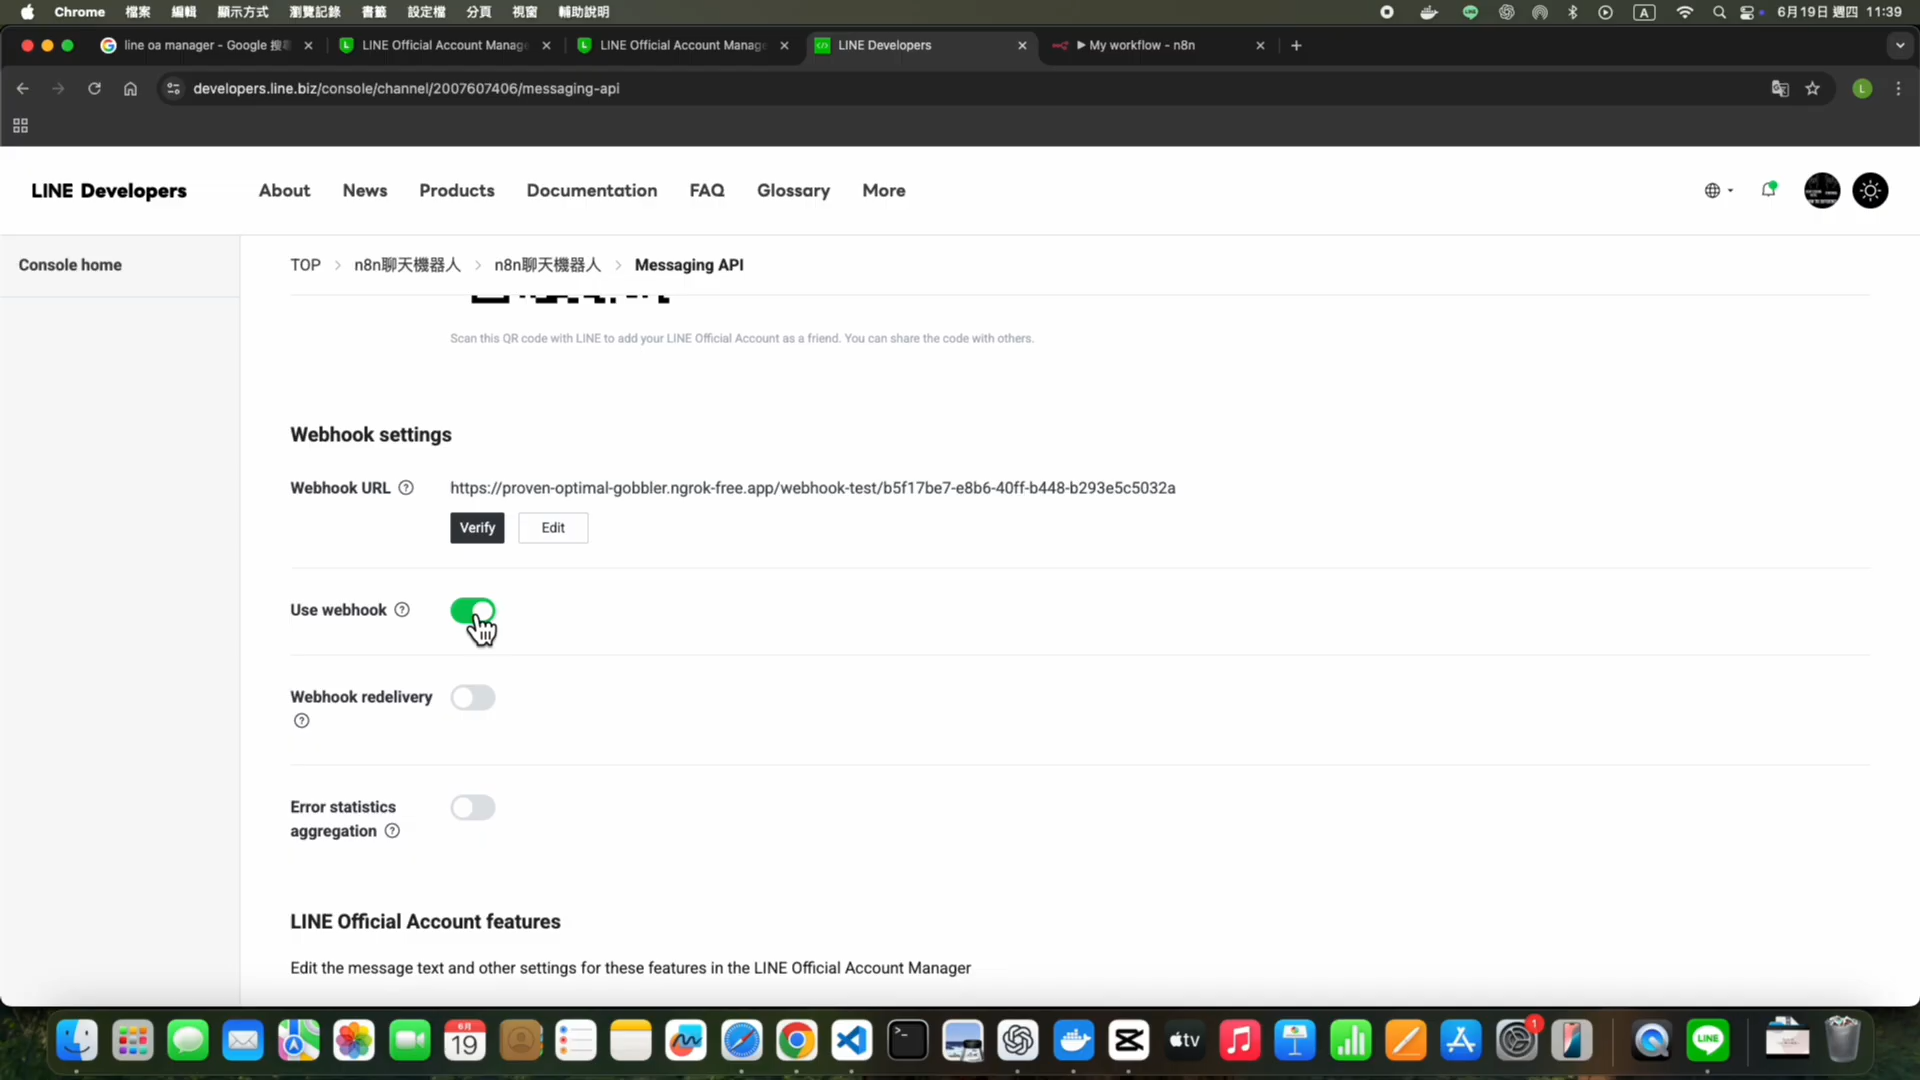 Chrome 檔案 編輯 顯示方式 瀏覽記錄 書籤 設定檔 分頁 視窗 輔助說明 A 6月19日 週四 11:39
line oa manager - Google 搜尋 LINE Official Account Manage LINE Official Account Manage LINE Developers ▶ My workflow - n8n
developers.line.biz/console/channel/2007607406/messaging-api L
LINE Developers About News Products Documentation FAQ Glossary More
Console home
TOP > n8n聊天機器人 > n8n聊天機器人 > Messaging API
Scan this QR code with LINE to add your LINE Official Account as a friend. You can share the code with others.
Webhook settings
Webhook URL ? https://proven-optimal-gobbler.ngrok-free.app/webhook-test/b5f17be7-e8b6-40ff-b448-b293e5c5032a
Verify Edit
Use webhook ?
Webhook redelivery
?
Error statistics
aggregation ?
LINE Official Account features
Edit the message text and other settings for these features in the LINE Official Account Manager
6月
19
tv
1
LINE